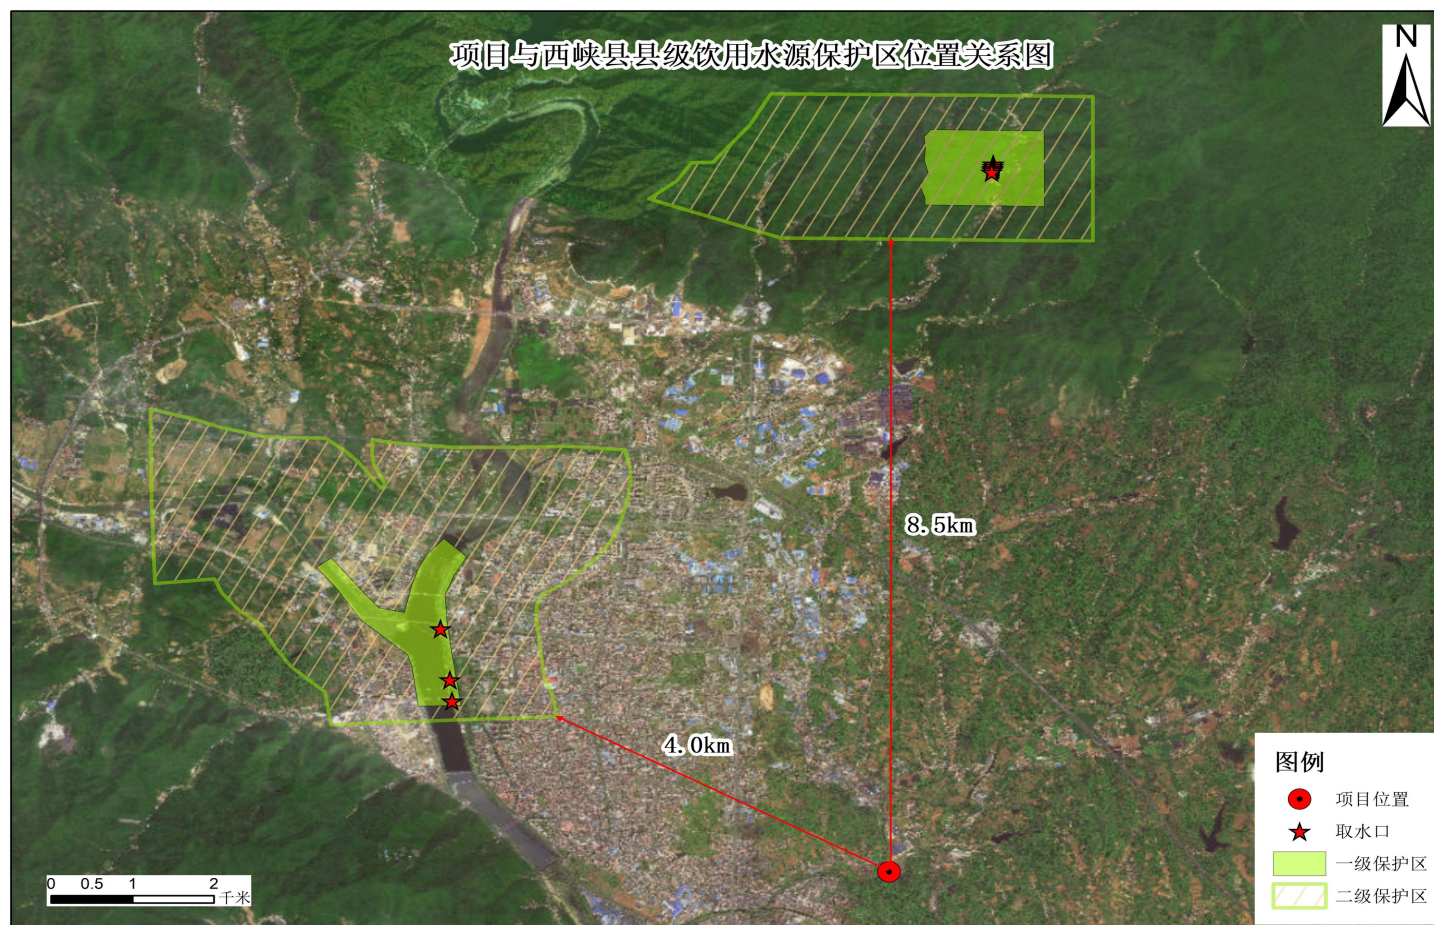 项目与西峡县县级饮用水源保护区位置关系图
N
8.5km
4.0km
图例
项目位置
取水口
一级保护区
二级保护区
0 0.5 1 2
千米